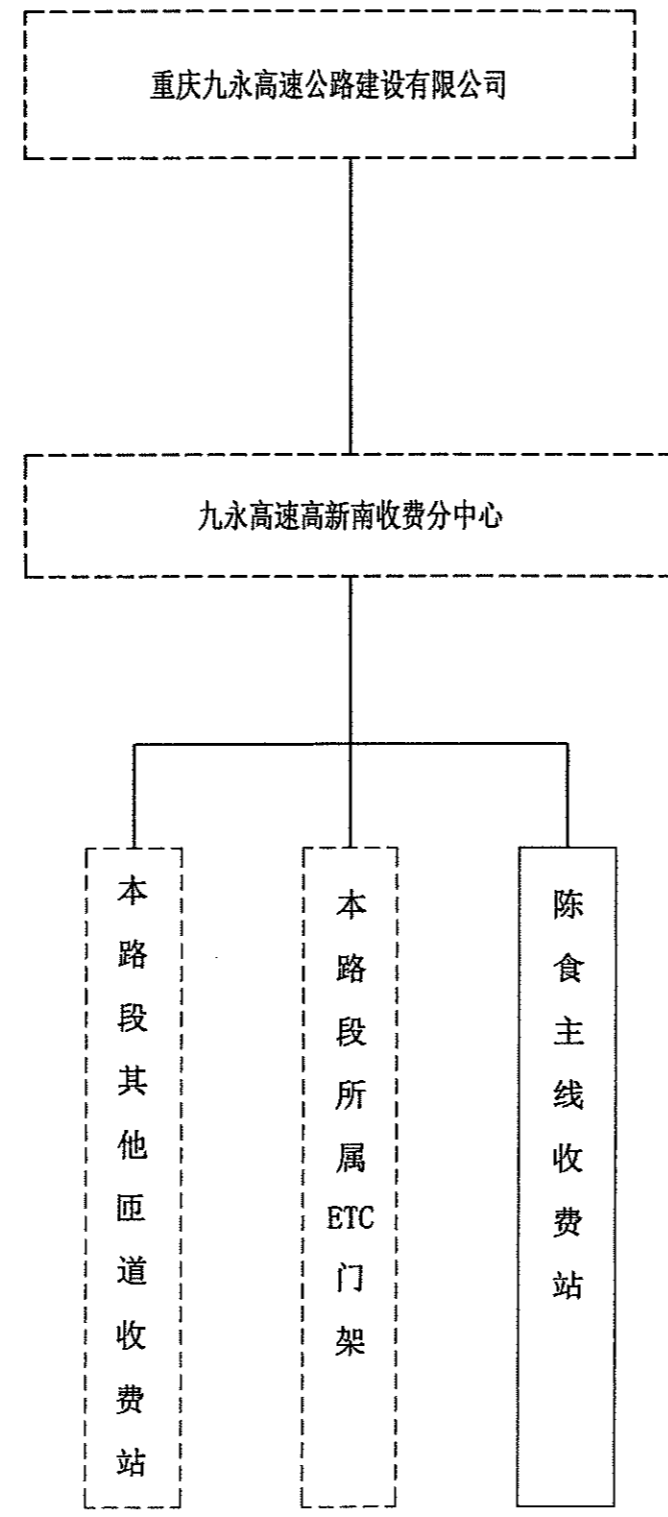 重庆九永高速公路建设有限公司
九永高速高新南收费分中心
本路段其他匝道收费站
本路段所属ETC门架
陈食主线收费站